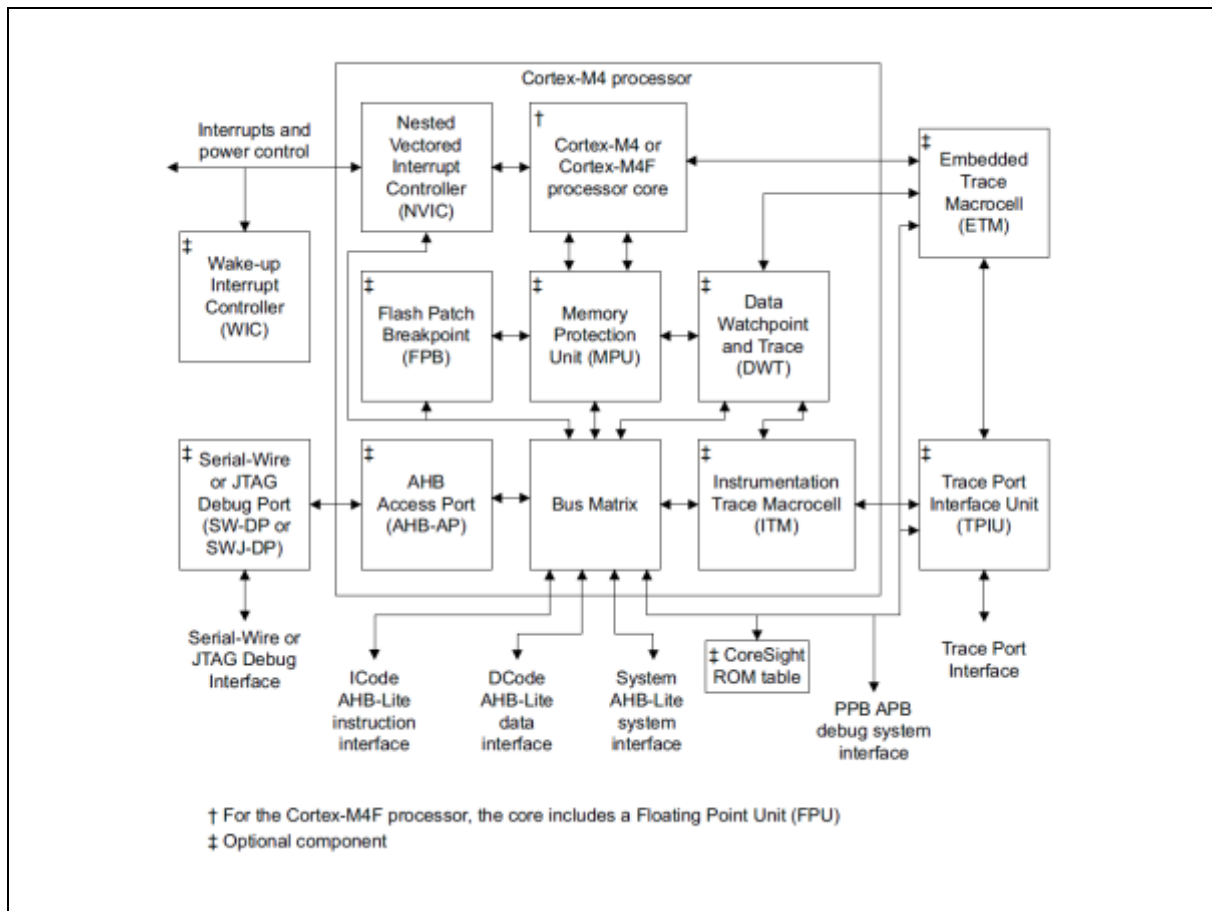 Cortex-M4 processor
Interrupts and
power control
Nested
Vectored
Interrupt
Controller
(NVIC)
†
Cortex-M4 or
Cortex-M4F
processor core
‡
Embedded
Trace
Macrocell
(ETM)
‡
Wake-up
Interrupt
Controller
(WIC)
‡
Flash Patch
Breakpoint
(FPB)
‡
Memory
Protection
Unit (MPU)
‡
Data
Watchpoint
and Trace
(DWT)
‡
Serial-Wire
or JTAG
Debug Port
(SW-DP or
SWJ-DP)
‡
AHB
Access Port
(AHB-AP)
Bus Matrix
‡
Instrumentation
Trace Macrocell
(ITM)
‡
Trace Port
Interface Unit
(TPIU)
Serial-Wire or
JTAG Debug
Interface
ICode
AHB-Lite
instruction
interface
DCode
AHB-Lite
data
interface
System
AHB-Lite
system
interface
‡ CoreSight
ROM table
PPB APB
debug system
interface
Trace Port
Interface
† For the Cortex-M4F processor, the core includes a Floating Point Unit (FPU)
‡ Optional component